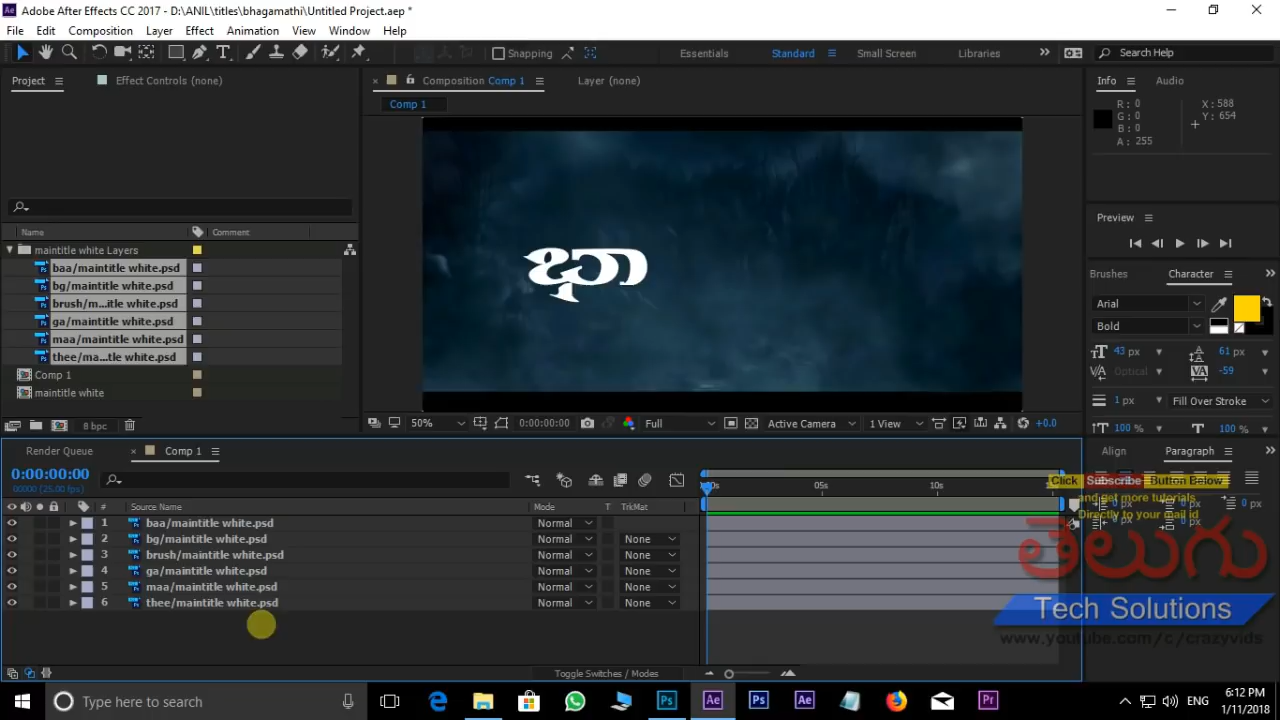 Adobe After Effects CC 2017 - D:\ANIL\titles\bhagamathi\Untitled Project.aep *
File Edit Composition Layer Effect Animation View Window Help
Snapping Essentials Standard Small Screen Libraries Search Help
Project Effect Controls (none)
Composition Comp 1 Layer (none)
Info Audio
Comp 1
R: 0 X: 588
G: 0 Y: 654
B: 0
A: 255
భా
Name Comment
maintitle white Layers
baa/maintitle white.psd
bg/maintitle white.psd
brush/m...itle white.psd
ga/maintitle white.psd
maa/maintitle white.psd
thee/ma...tle white.psd
Comp 1
maintitle white
8 bpc
Preview
Brushes Character
Arial
Bold
43 px 61 px
Optical -59
1 px Fill Over Stroke
100 % 100 %
50% 0:00:00:00 Full Active Camera 1 View +0.0
Render Queue Comp 1
Align Paragraph
0:00:00:00
00000 (25.00 fps)
05s 10s
# Source Name Mode T TrkMat
1 baa/maintitle white.psd Normal
2 bg/maintitle white.psd Normal None
3 brush/maintitle white.psd Normal None
4 ga/maintitle white.psd Normal None
5 maa/maintitle white.psd Normal None
6 thee/maintitle white.psd Normal None
Click Subscribe Button Below
and get more tutorials
Directly to your mail id
తెలుగు
Tech Solutions
www.youtube.com/c/crazyvids
Toggle Switches / Modes
Type here to search
ENG
6:12 PM
1/11/2018